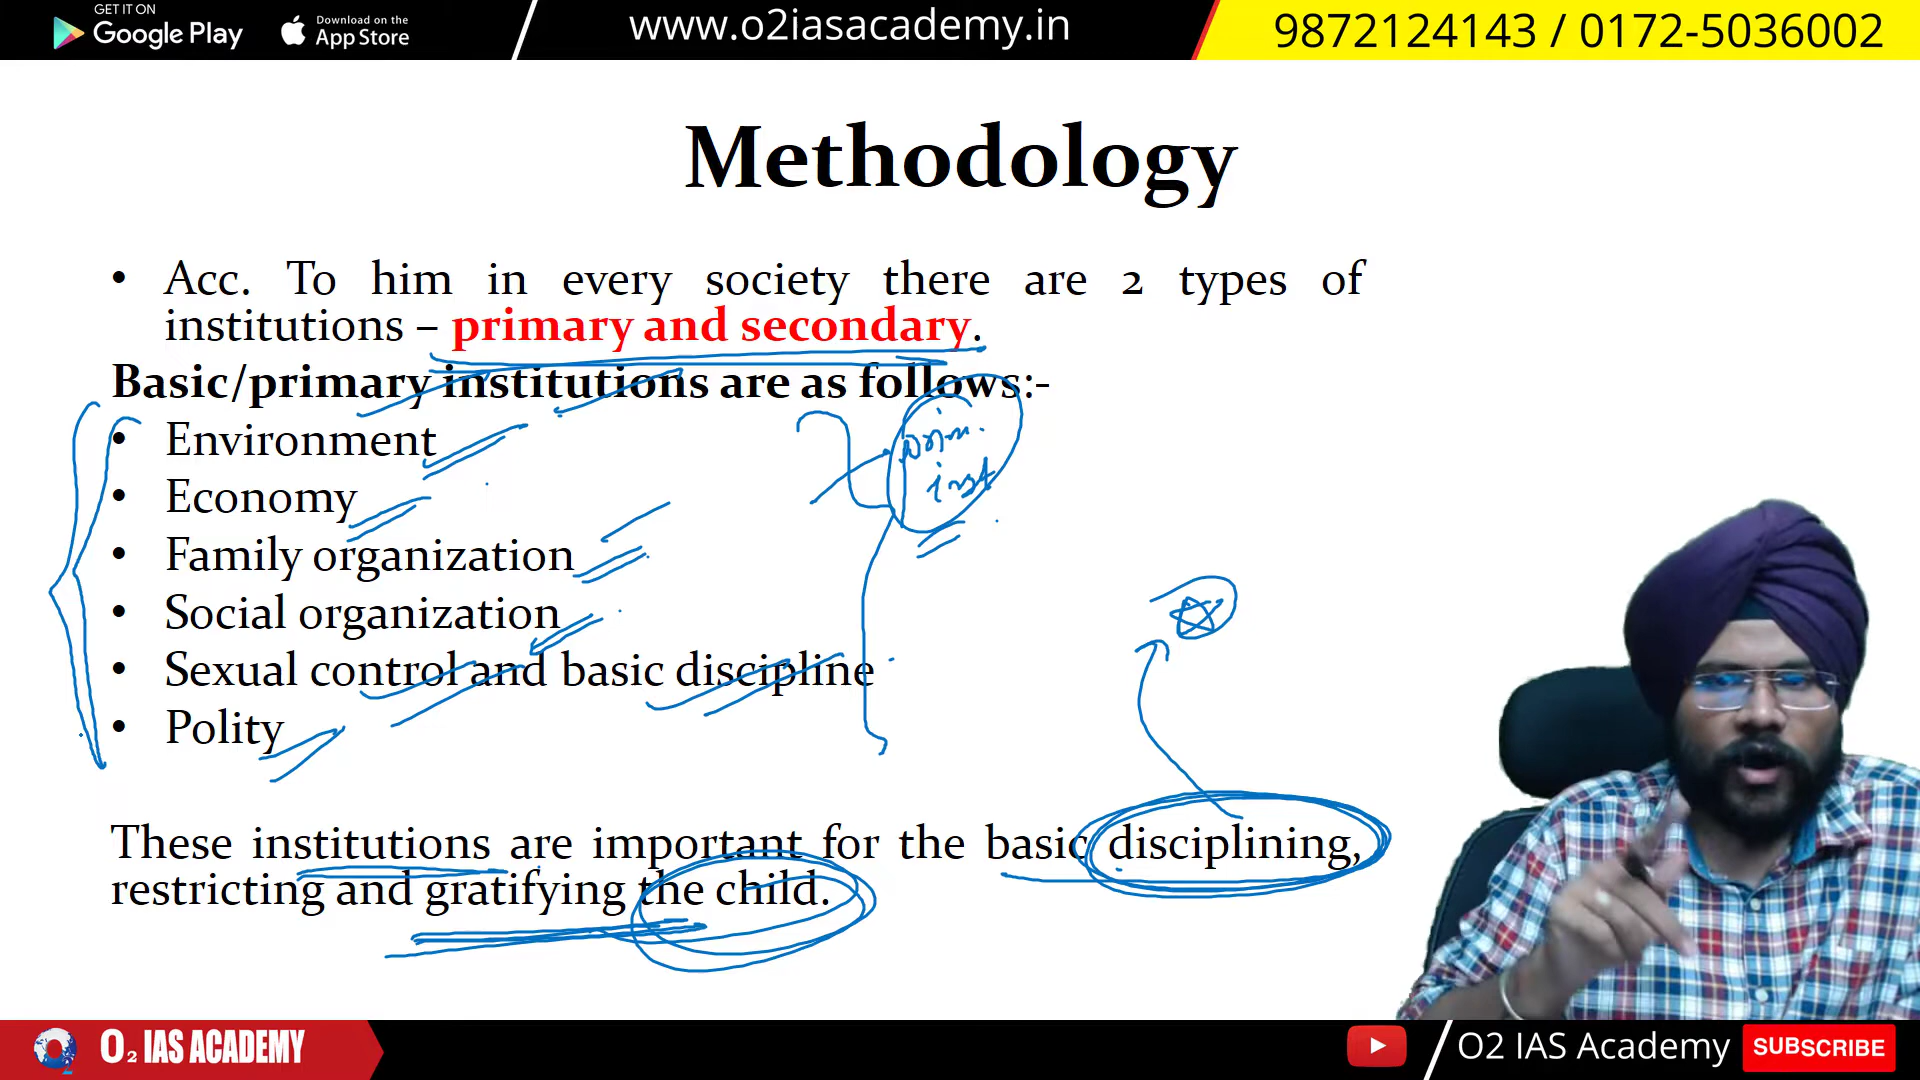 GET IT ON
Google Play
Download on the
App Store
www.o2iasacademy.in
9872124143 / 0172-5036002
Methodology
• Acc. To him in every society there are 2 types of
institutions – primary and secondary.
Basic/primary institutions are as follows:-
• Environment
• Economy
• Family organization
• Social organization
• Sexual control and basic discipline
• Polity
prim.
inst
These institutions are important for the basic disciplining,
restricting and gratifying the child.
O2 IAS ACADEMY
O2 IAS Academy
SUBSCRIBE